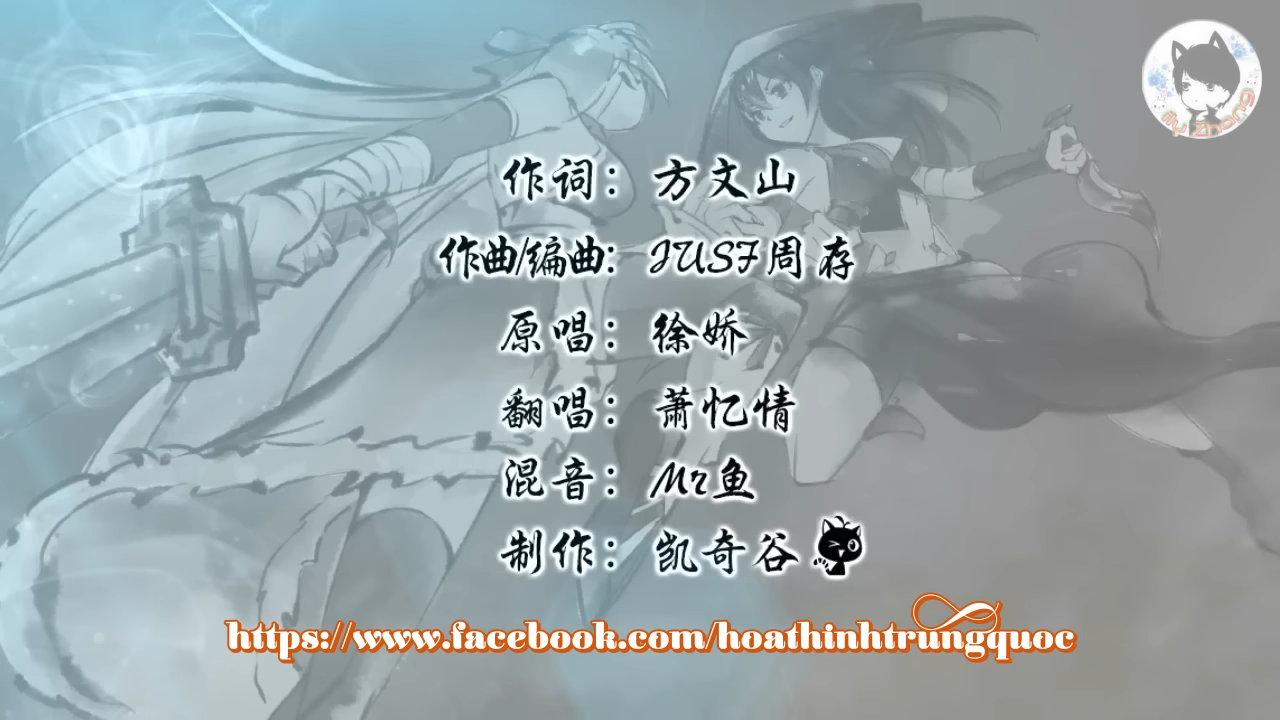 作词：方文山
作曲/编曲：JUSF周存
原唱：徐娇
翻唱：萧忆情
混音：Mr鱼
制作：凯奇谷
https://www.facebook.com/hoathinhtrungquoc